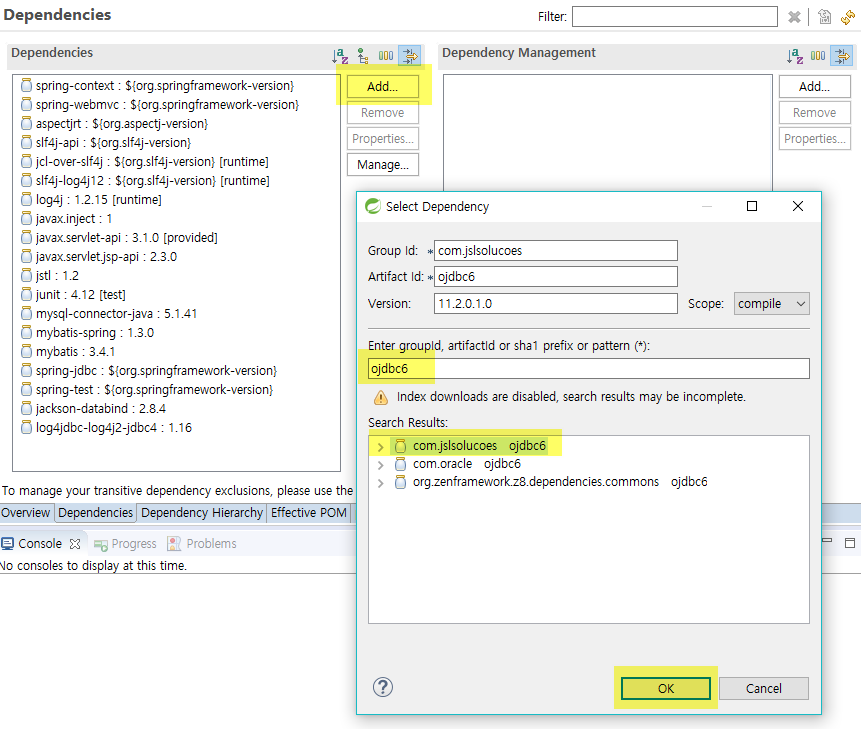 Dependencies
Filter:
Dependencies
Dependency Management
spring-context : ${org.springframework-version}
spring-webmvc : ${org.springframework-version}
aspectjrt : ${org.aspectj-version}
slf4j-api : ${org.slf4j-version}
jcl-over-slf4j : ${org.slf4j-version} [runtime]
slf4j-log4j12 : ${org.slf4j-version} [runtime]
log4j : 1.2.15 [runtime]
javax.inject : 1
javax.servlet-api : 3.1.0 [provided]
javax.servlet.jsp-api : 2.3.0
jstl : 1.2
junit : 4.12 [test]
mysql-connector-java : 5.1.41
mybatis-spring : 1.3.0
mybatis : 3.4.1
spring-jdbc : ${org.springframework-version}
spring-test : ${org.springframework-version}
jackson-databind : 2.8.4
log4jdbc-log4j2-jdbc4 : 1.16
Add...
Remove
Properties...
Manage...
Add...
Remove
Properties...
To manage your transitive dependency exclusions, please use the
Overview Dependencies Dependency Hierarchy Effective POM
Console Progress Problems
No consoles to display at this time.
Select Dependency
Group Id: * com.jslsolucoes
Artifact Id: * ojdbc6
Version: 11.2.0.1.0 Scope: compile
Enter groupId, artifactId or sha1 prefix or pattern (*):
ojdbc6
Index downloads are disabled, search results may be incomplete.
Search Results:
com.jslsolucoes ojdbc6
com.oracle ojdbc6
org.zenframework.z8.dependencies.commons ojdbc6
OK Cancel